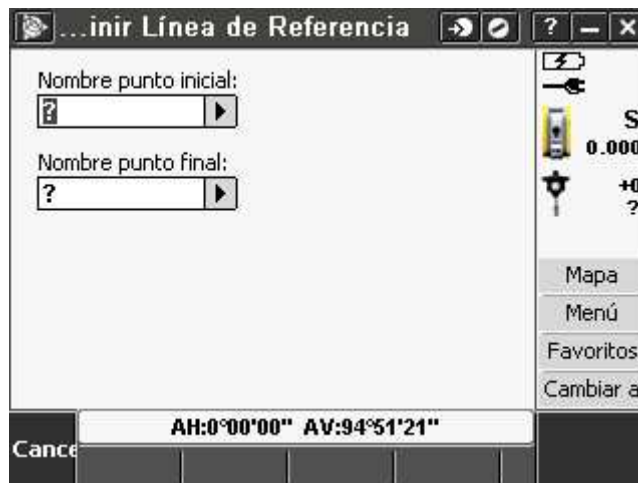 ...inir Línea de Referencia ?
Nombre punto inicial:
?
Nombre punto final:
?
S
0.000
+0
?
Mapa
Menú
Favoritos
Cambiar a
AH:0°00'00" AV:94°51'21"
Cance